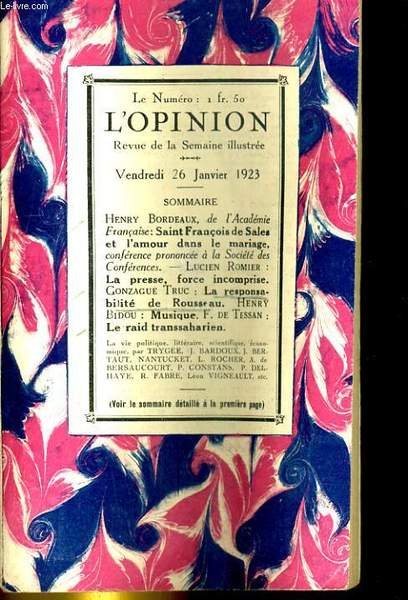 Le-livre.com
Le Numéro : 1 fr. 50
L'OPINION
Revue de la Semaine illustrée
Vendredi 26 Janvier 1923
SOMMAIRE
HENRY BORDEAUX, de l'Académie
Française : Saint François de Sales
et l'amour dans le mariage,
conférence prononcée à la Société des
Conférences. — LUCIEN ROMIER :
La presse, force incomprise.
GONZAGUE TRUC : La responsa-
bilité de Rousseau. HENRY
BIDOU : Musique. F. DE TESSAN :
Le raid transsaharien.
La vie politique, littéraire, scientifique, écono-
mique, par TRYGÉE, J. BARDOUX, J. BER-
TAUT, NANTUCKET, L. ROCHER, A. DE
BERSAUCOURT, P. CONSTANS, P. DEL-
HAYE, R. FABRE, LÉON VIGNEAULT, etc.
(Voir le sommaire détaillé à la première page)